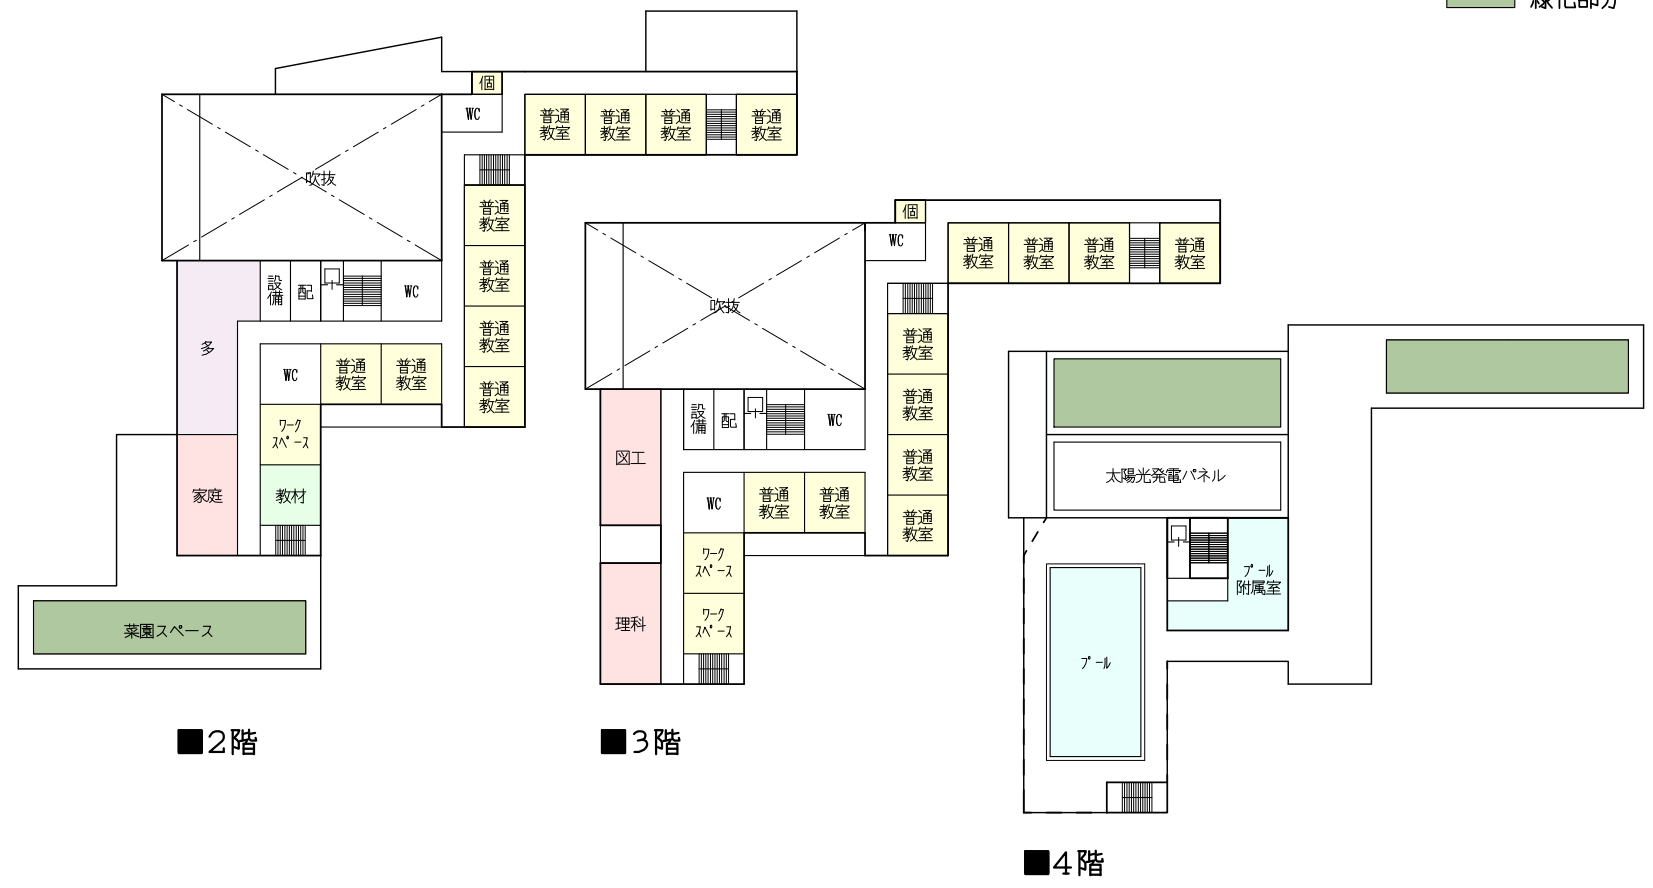 緑化部分
個
WC
普通
教室
普通
教室
普通
教室
普通
教室
吹抜
普通
教室
普通
教室
普通
教室
普通
教室
設備
配
WC
多
WC
普通
教室
普通
教室
ワーク
スペース
家庭
教材
菜園スペース
■2階
個
WC
普通
教室
普通
教室
普通
教室
普通
教室
吹抜
普通
教室
普通
教室
普通
教室
普通
教室
設備
配
WC
図工
WC
普通
教室
普通
教室
ワーク
スペース
理科
ワーク
スペース
■3階
太陽光発電パネル
プール
附属室
プール
■4階